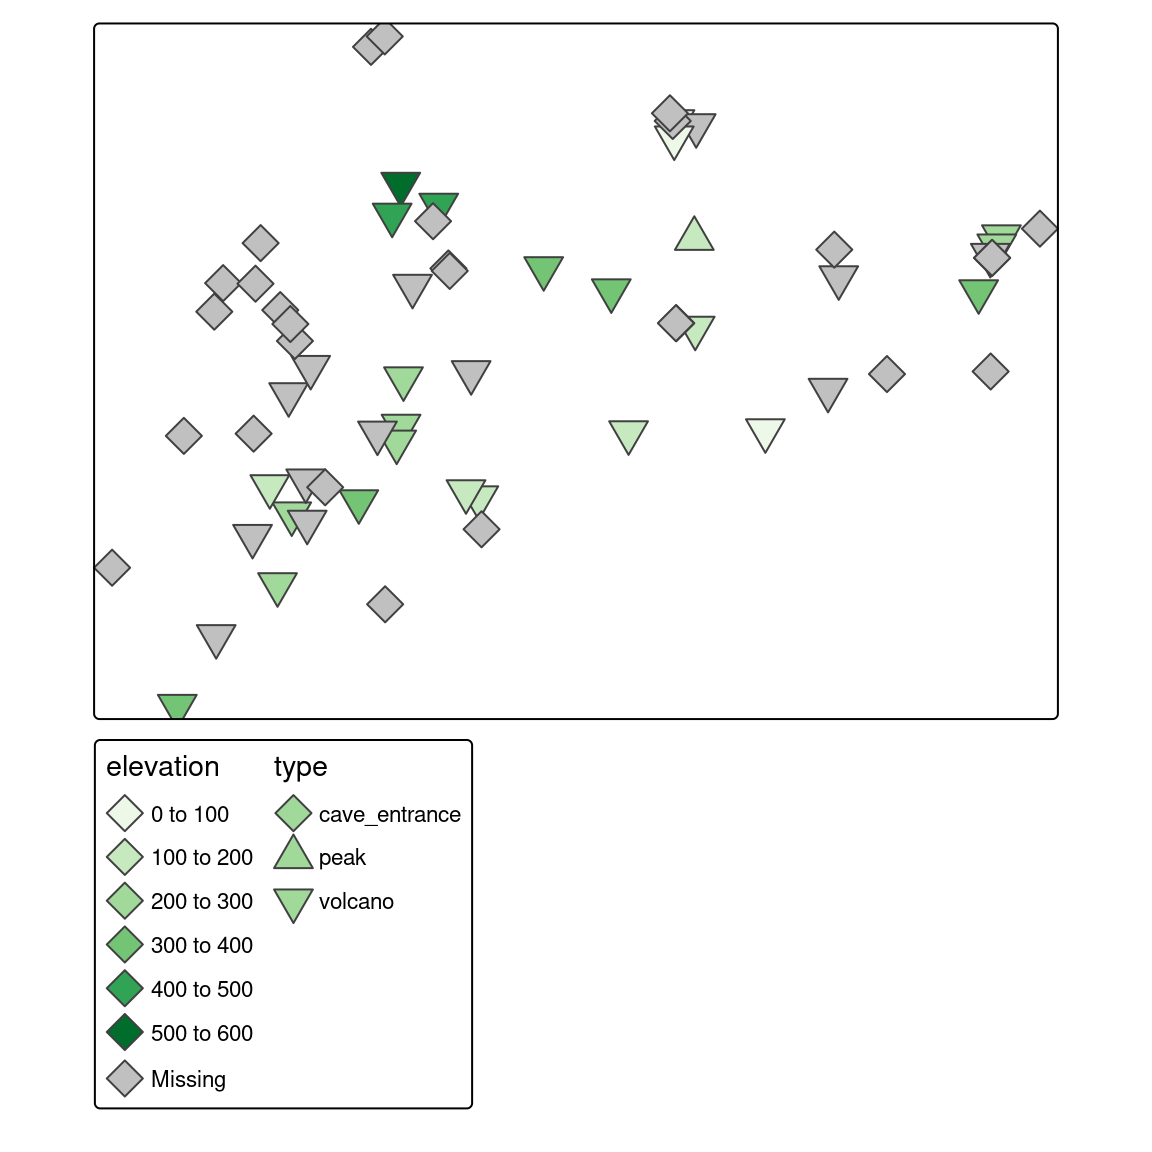 elevation
0 to 100
100 to 200
200 to 300
300 to 400
400 to 500
500 to 600
Missing
type
cave_entrance
peak
volcano